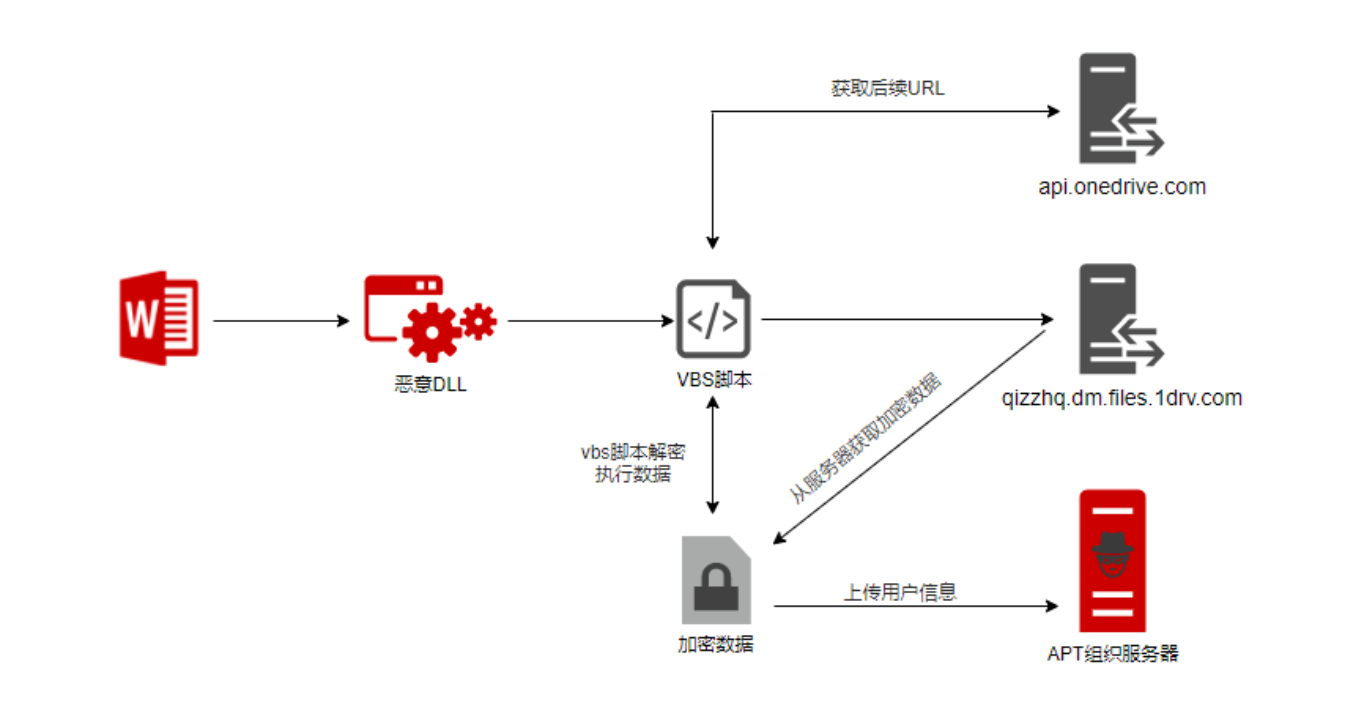 获取后续URL
api.onedrive.com
W
恶意DLL
</>
VBS脚本
qizzhq.dm.files.1drv.com
vbs脚本解密
执行数据
从服务器获取加密数据
上传用户信息
加密数据
APT组织服务器